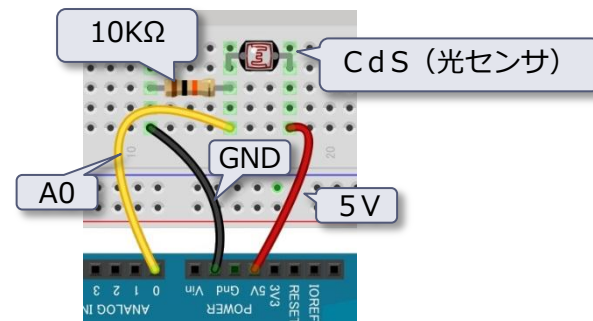 10KΩ
CdS（光センサ）
GND
A0
5V
10
20
3 2 1 0
ANALOG IN
Vin Gnd 5V 3V3 RESET IOREF
POWER